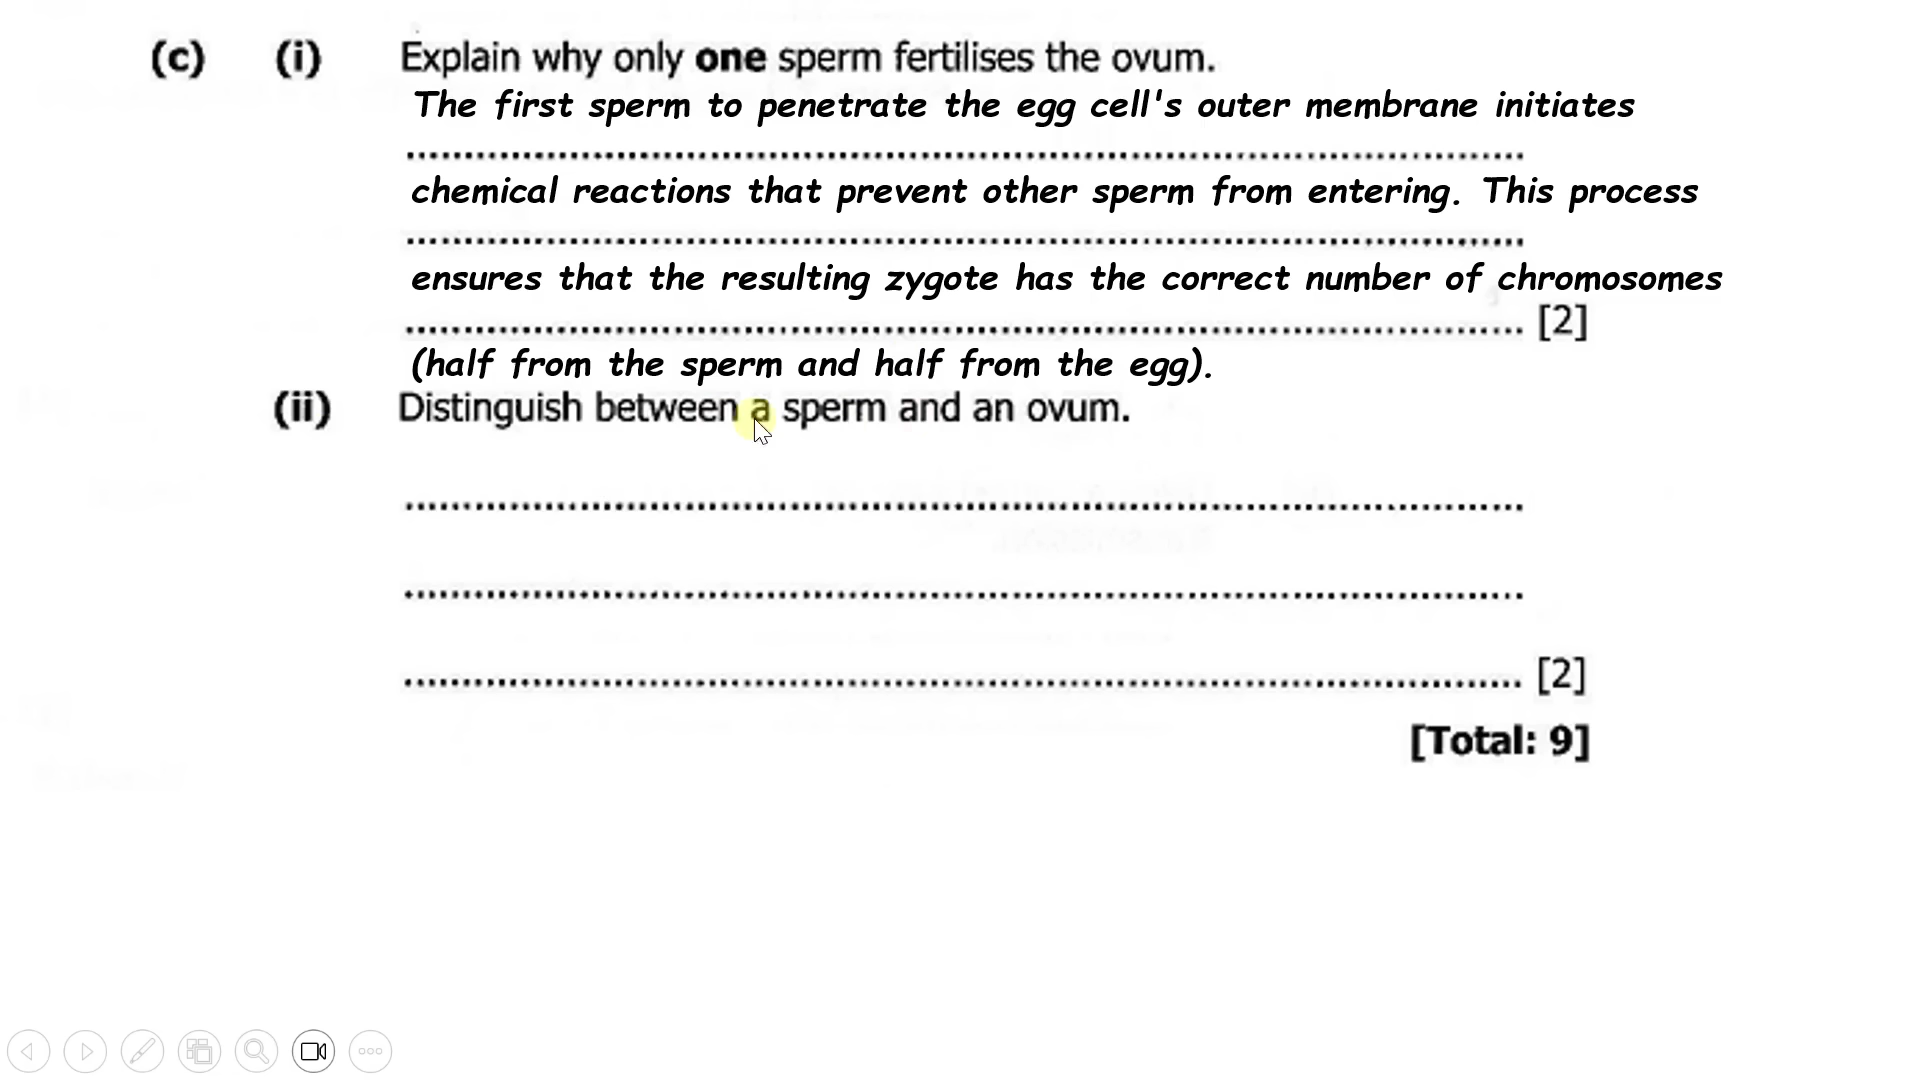 (c) (i) Explain why only one sperm fertilises the ovum.
The first sperm to penetrate the egg cell's outer membrane initiates
chemical reactions that prevent other sperm from entering. This process
ensures that the resulting zygote has the correct number of chromosomes
[2]
(half from the sperm and half from the egg).
(ii) Distinguish between a sperm and an ovum.
[2]
[Total: 9]